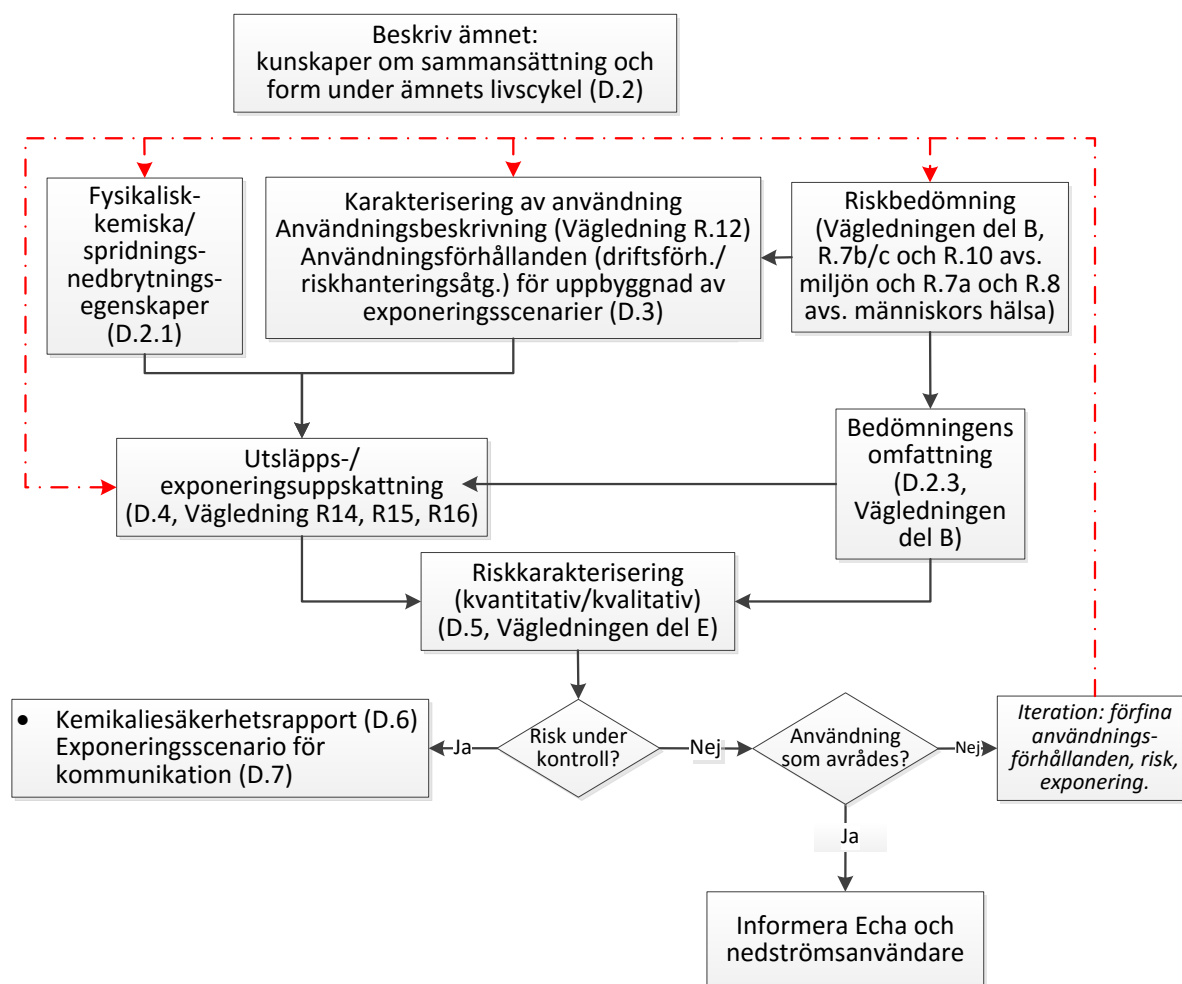 Beskriv ämnet:
kunskaper om sammansättning och
form under ämnets livscykel (D.2)
Fysikalisk-
kemiska/
spridnings-
nedbrytnings-
egenskaper
(D.2.1)
Karakterisering av användning
Användningsbeskrivning (Vägledning R.12)
Användningsförhållanden (driftsförh./
riskhanteringsåtg.) för uppbyggnad av
exponeringsscenarier (D.3)
Riskbedömning
(Vägledningen del B,
R.7b/c och R.10 avs.
miljön och R.7a and R.8
avs. människors hälsa)
Utsläpps-/
exponeringsuppskattning
(D.4, Vägledning R14, R15, R16)
Bedömningens
omfattning
(D.2.3,
Vägledningen
del B)
Riskkarakterisering
(kvantitativ/kvalitativ)
(D.5, Vägledningen del E)
• Kemikaliesäkerhetsrapport (D.6)
Exponeringsscenario för
kommunikation (D.7)
Ja
Risk under
kontroll?
Nej
Användning
som avrådes?
Nej
Iteration: förfina
användnings-
förhållanden, risk,
exponering.
Ja
Informera Echa och
nedströmsanvändare